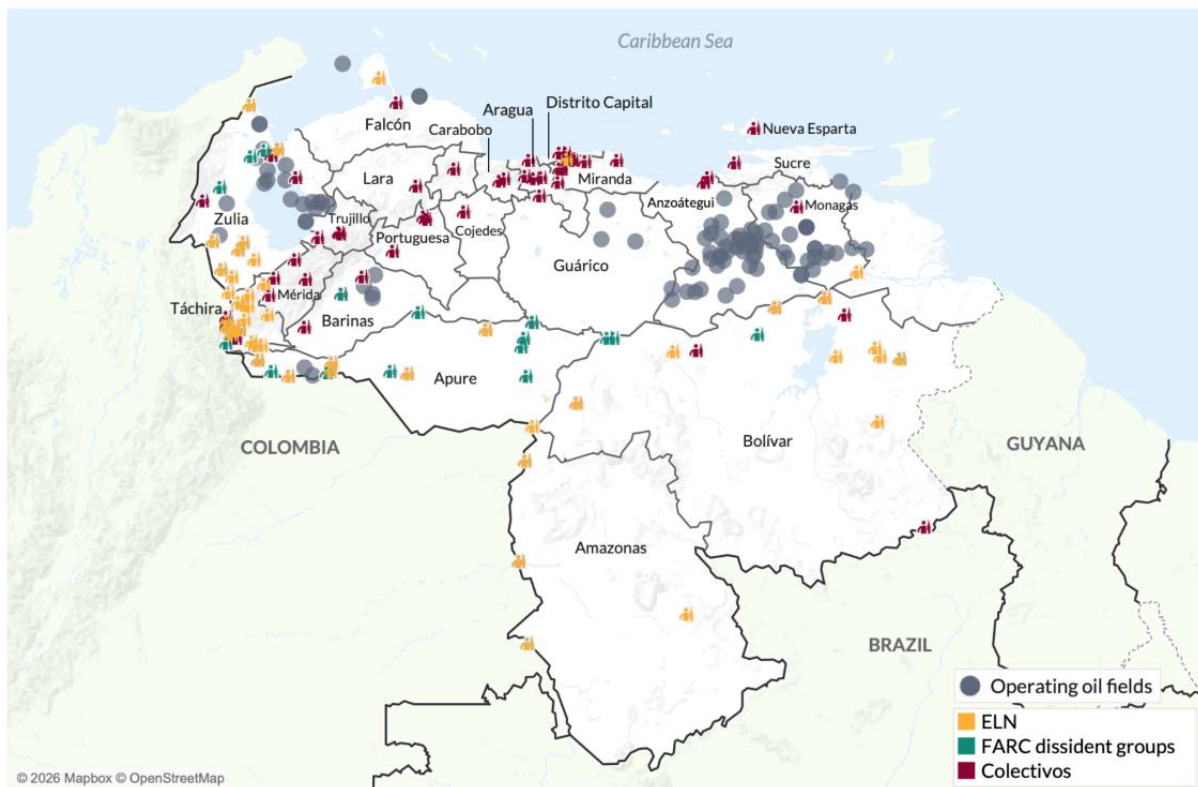 Caribbean Sea
Distrito Capital
Aragua
Nueva Esparta
Falcón
Carabobo
Sucre
Lara
Miranda
Anzoátegui
Monagas
Zulia
Trujillo
Portuguesa
Cojedes
Guárico
Mérida
Táchira
Barinas
Apure
COLOMBIA
Bolívar
GUYANA
Amazonas
BRAZIL
Operating oil fields
ELN
FARC dissident groups
Colectivos
© 2026 Mapbox © OpenStreetMap